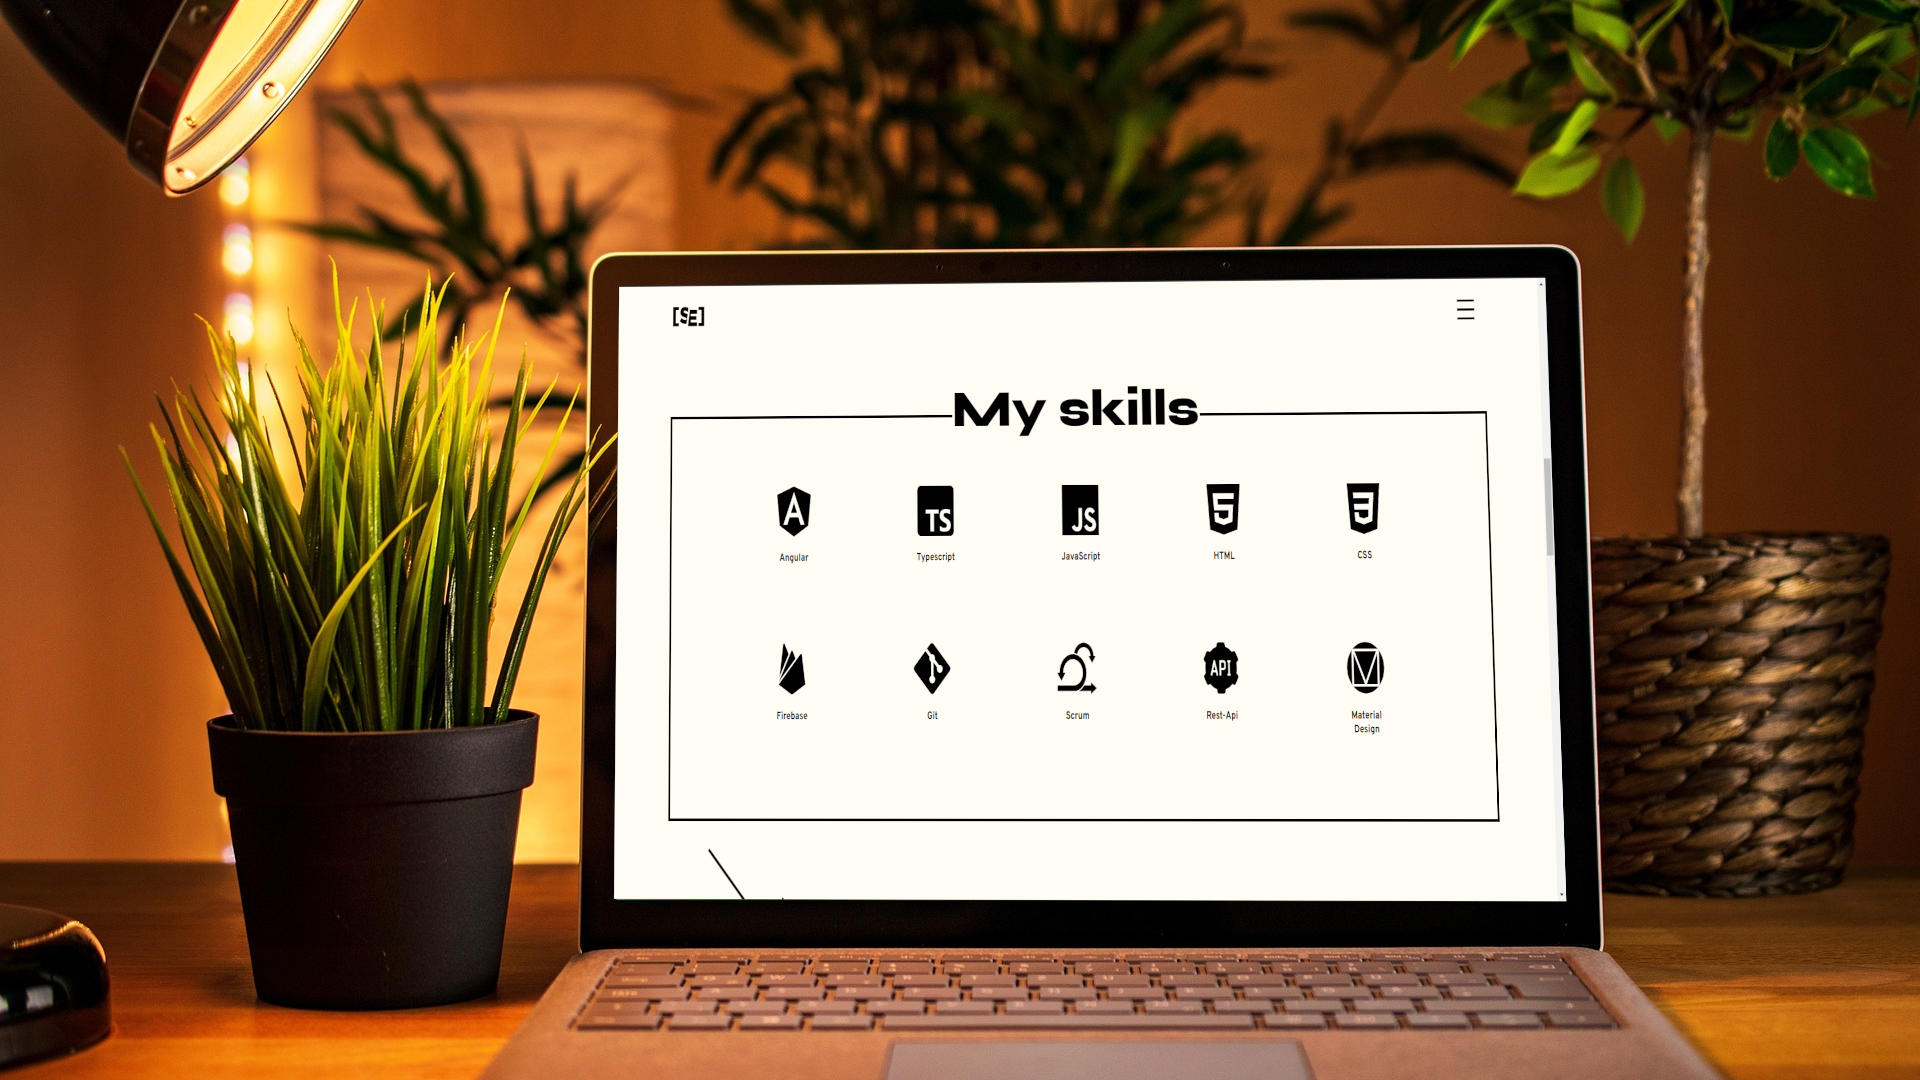 [SE]
My skills
A
TS
JS
5
3
Angular
Typescript
JavaScript
HTML
CSS
API
Firebase
Git
Scrum
Rest-Api
Material
Design